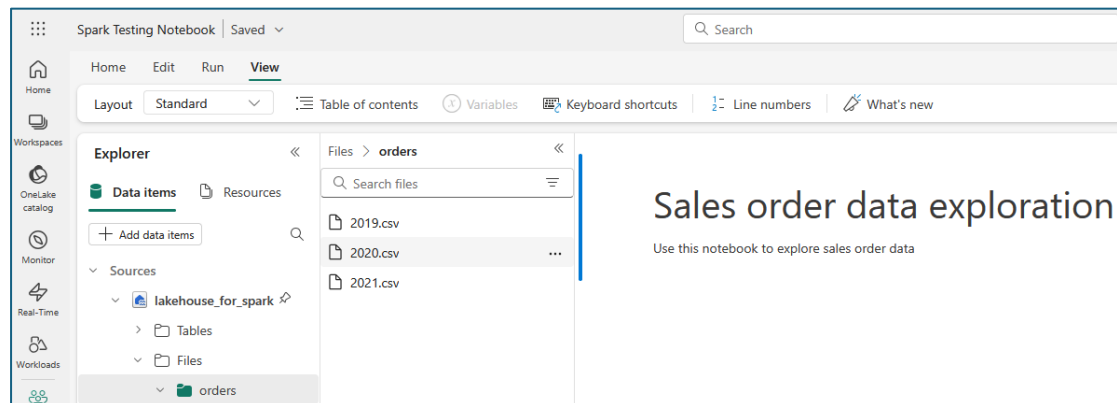 Spark Testing Notebook | Saved
Search
Home
Edit
Run
View
Layout
Standard
Table of contents
(x) Variables
Keyboard shortcuts
Line numbers
What's new
Home
Workspaces
OneLake
catalog
Monitor
Real-Time
Workloads
Explorer
Data items
Resources
+ Add data items
Sources
lakehouse_for_spark
Tables
Files
orders
Files > orders
Search files
2019.csv
2020.csv
...
2021.csv
Sales order data exploration
Use this notebook to explore sales order data